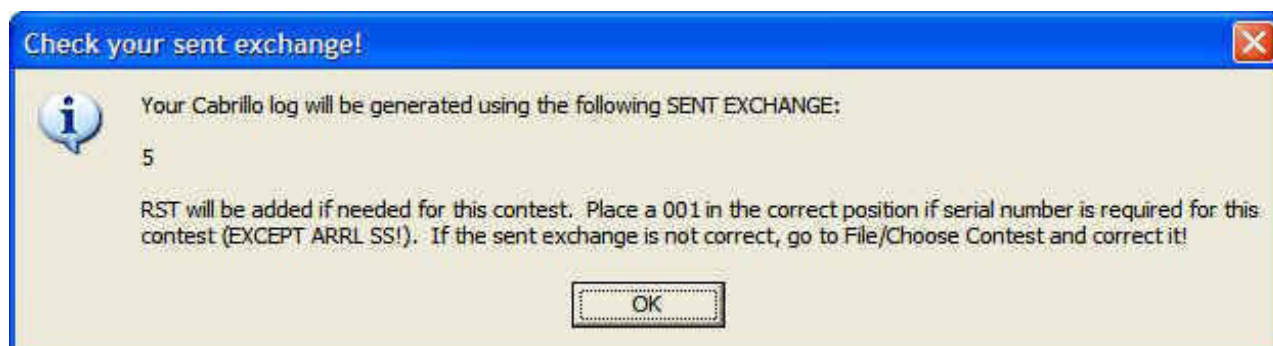 Check your sent exchange!
Your Cabrillo log will be generated using the following SENT EXCHANGE:
5
RST will be added if needed for this contest. Place a 001 in the correct position if serial number is required for this
contest (EXCEPT ARRL SS!). If the sent exchange is not correct, go to File/Choose Contest and correct it!
OK